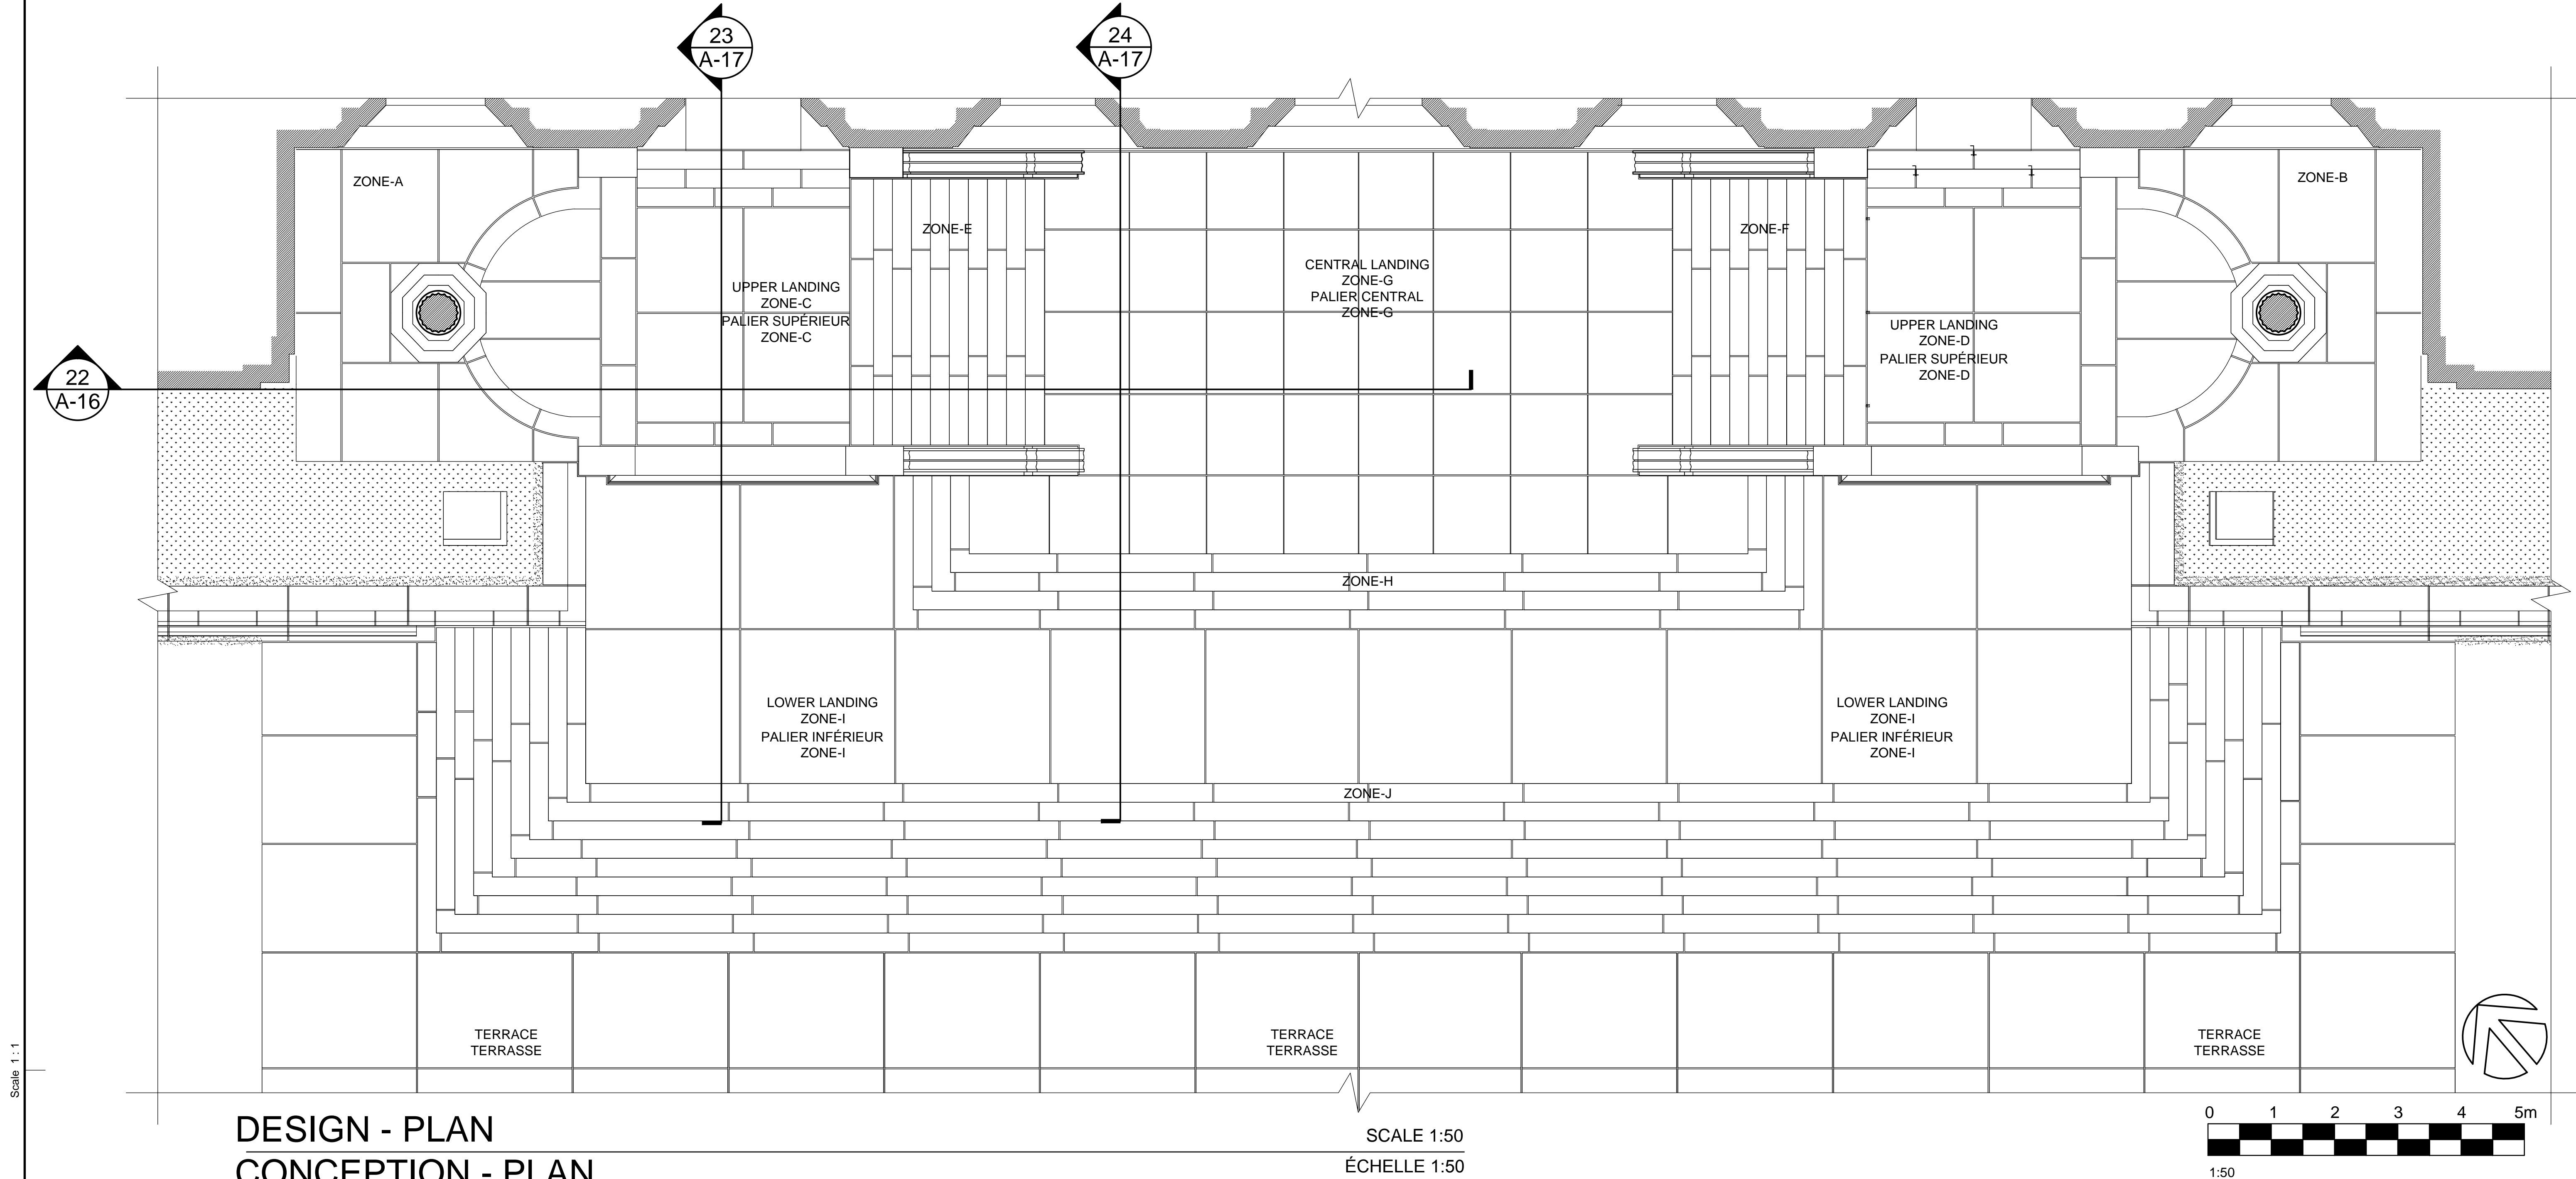 23
A-17
24
A-17
ZONE-A
ZONE-B
ZONE-E
ZONE-F
CENTRAL LANDING
ZONE-G
PALIER CENTRAL
ZONE-G
UPPER LANDING
ZONE-C
PALIER SUPÉRIEUR
ZONE-C
UPPER LANDING
ZONE-D
PALIER SUPÉRIEUR
ZONE-D
22
A-16
ZONE-H
LOWER LANDING
ZONE-I
PALIER INFÉRIEUR
ZONE-I
LOWER LANDING
ZONE-I
PALIER INFÉRIEUR
ZONE-I
ZONE-J
TERRACE
TERRASSE
TERRACE
TERRASSE
TERRACE
TERRASSE
Scale 1 : 1
DESIGN - PLAN
SCALE 1:50
CONCEPTION - PLAN
ÉCHELLE 1:50
0 1 2 3 4 5m
1:50